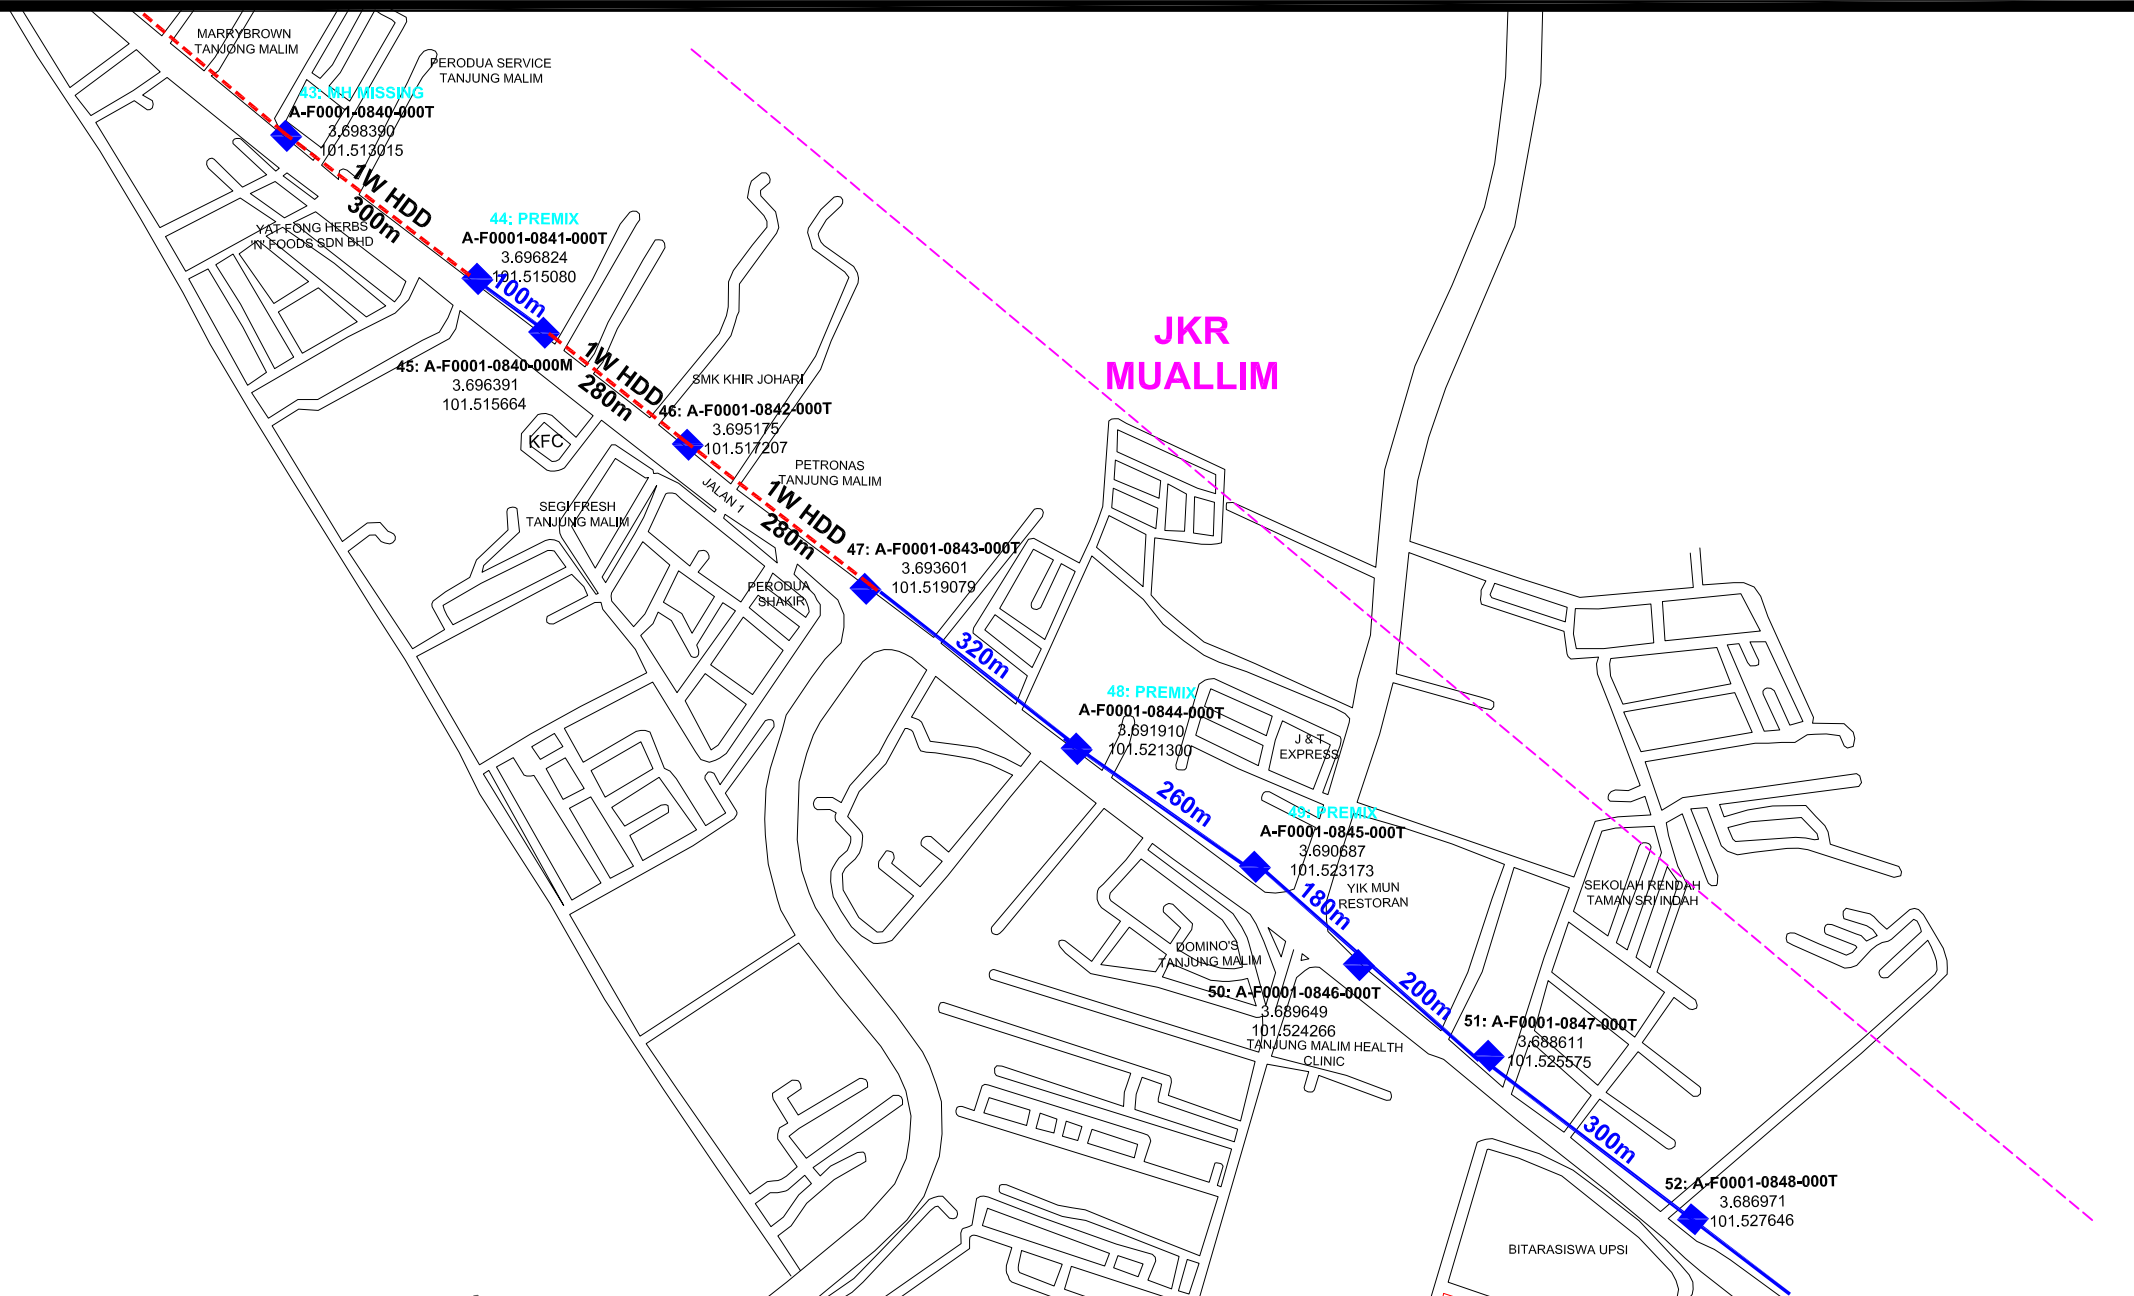 MARRYBROWN
TANJONG MALIM
PERODUA SERVICE
TANJUNG MALIM
43; MH MISSING
A-F0001-0840-000T
3.698390
101.513015
1W HDD
300m
YAT FONG HERBS
'N' FOODS SDN BHD
44; PREMIX
A-F0001-0841-000T
3.696824
101.515080
100m
45: A-F0001-0840-000M
3.696391
101.515664
1W HDD
280m
SMK KHIR JOHARI
46: A-F0001-0842-000T
3.695175
101.517207
JKR
MUALLIM
KFC
PETRONAS
TANJUNG MALIM
JALAN 1
1W HDD
280m
SEGI FRESH
TANJUNG MALIM
47: A-F0001-0843-000T
3.693601
101.519079
PERODUA
SHAKIR
320m
48: PREMIX
A-F0001-0844-000T
3.691910
101.521300
J & T
EXPRESS
260m
49: PREMIX
A-F0001-0845-000T
3.690687
101.523173
YIK MUN
RESTORAN
180m
SEKOLAH RENDAH
TAMAN SRI INDAH
DOMINO'S
TANJUNG MALIM
50: A-F0001-0846-000T
3.689649
101.524266
TANJUNG MALIM HEALTH
CLINIC
200m
51: A-F0001-0847-000T
3.688611
101.525575
300m
52: A-F0001-0848-000T
3.686971
101.527646
BITARASISWA UPSI